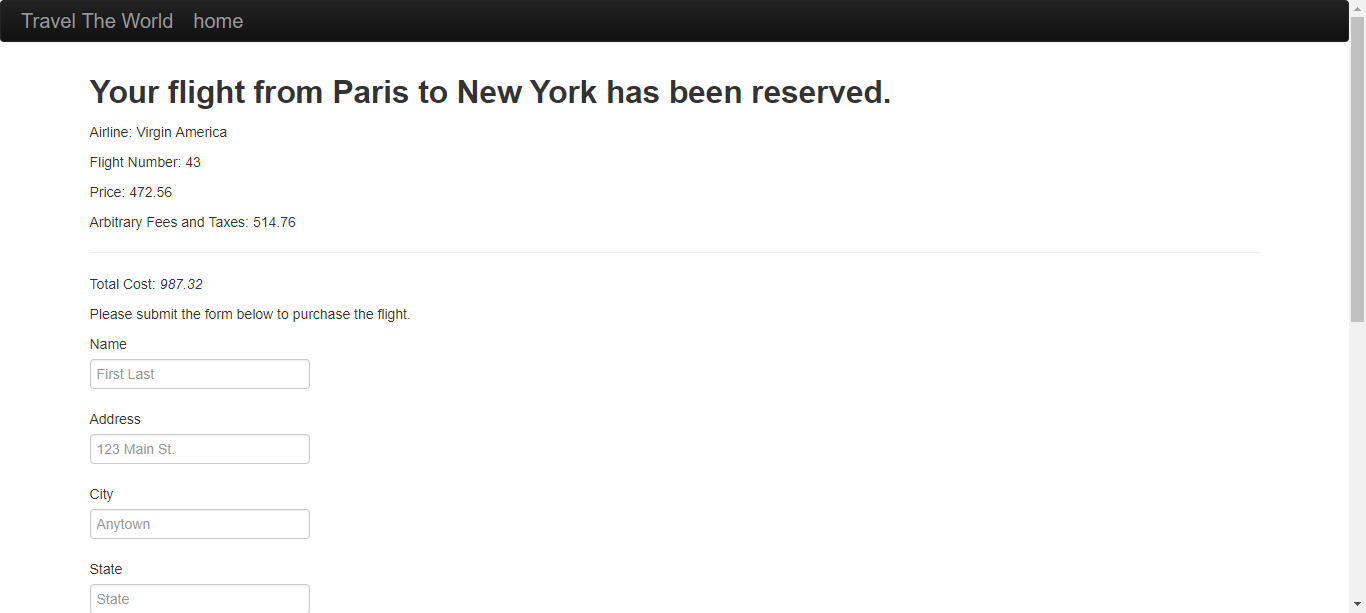 Travel The World home
Your flight from Paris to New York has been reserved.
Airline: Virgin America
Flight Number: 43
Price: 472.56
Arbitrary Fees and Taxes: 514.76
Total Cost: 987.32
Please submit the form below to purchase the flight.
Name
First Last
Address
123 Main St.
City
Anytown
State
State